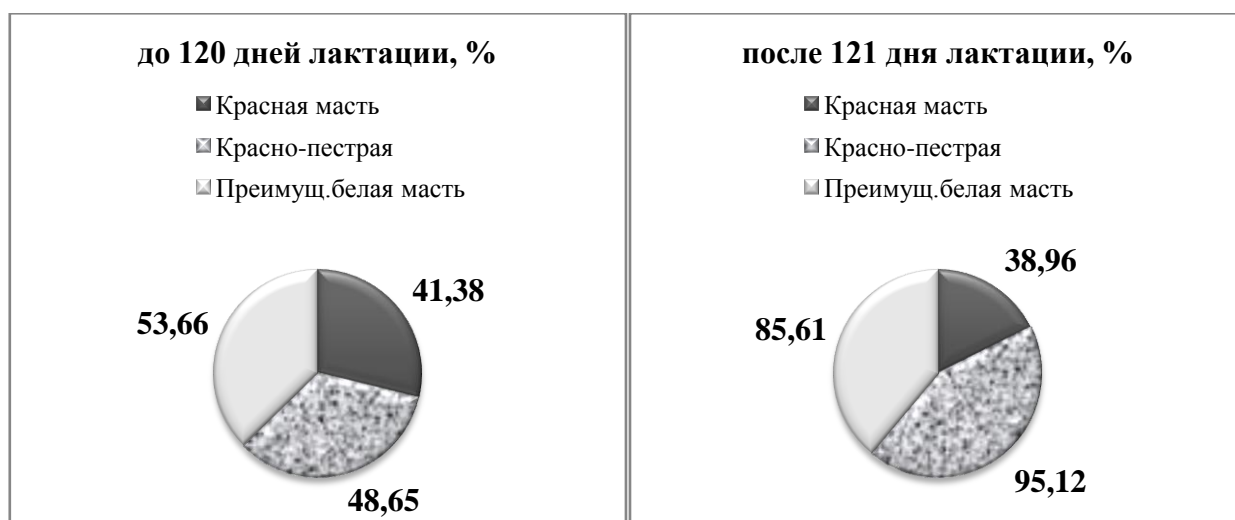 до 120 дней лактации, %
Красная масть
Красно-пестрая
Преимущ.белая масть
41,38
53,66
48,65
после 121 дня лактации, %
Красная масть
Красно-пестрая
Преимущ.белая масть
38,96
85,61
95,12